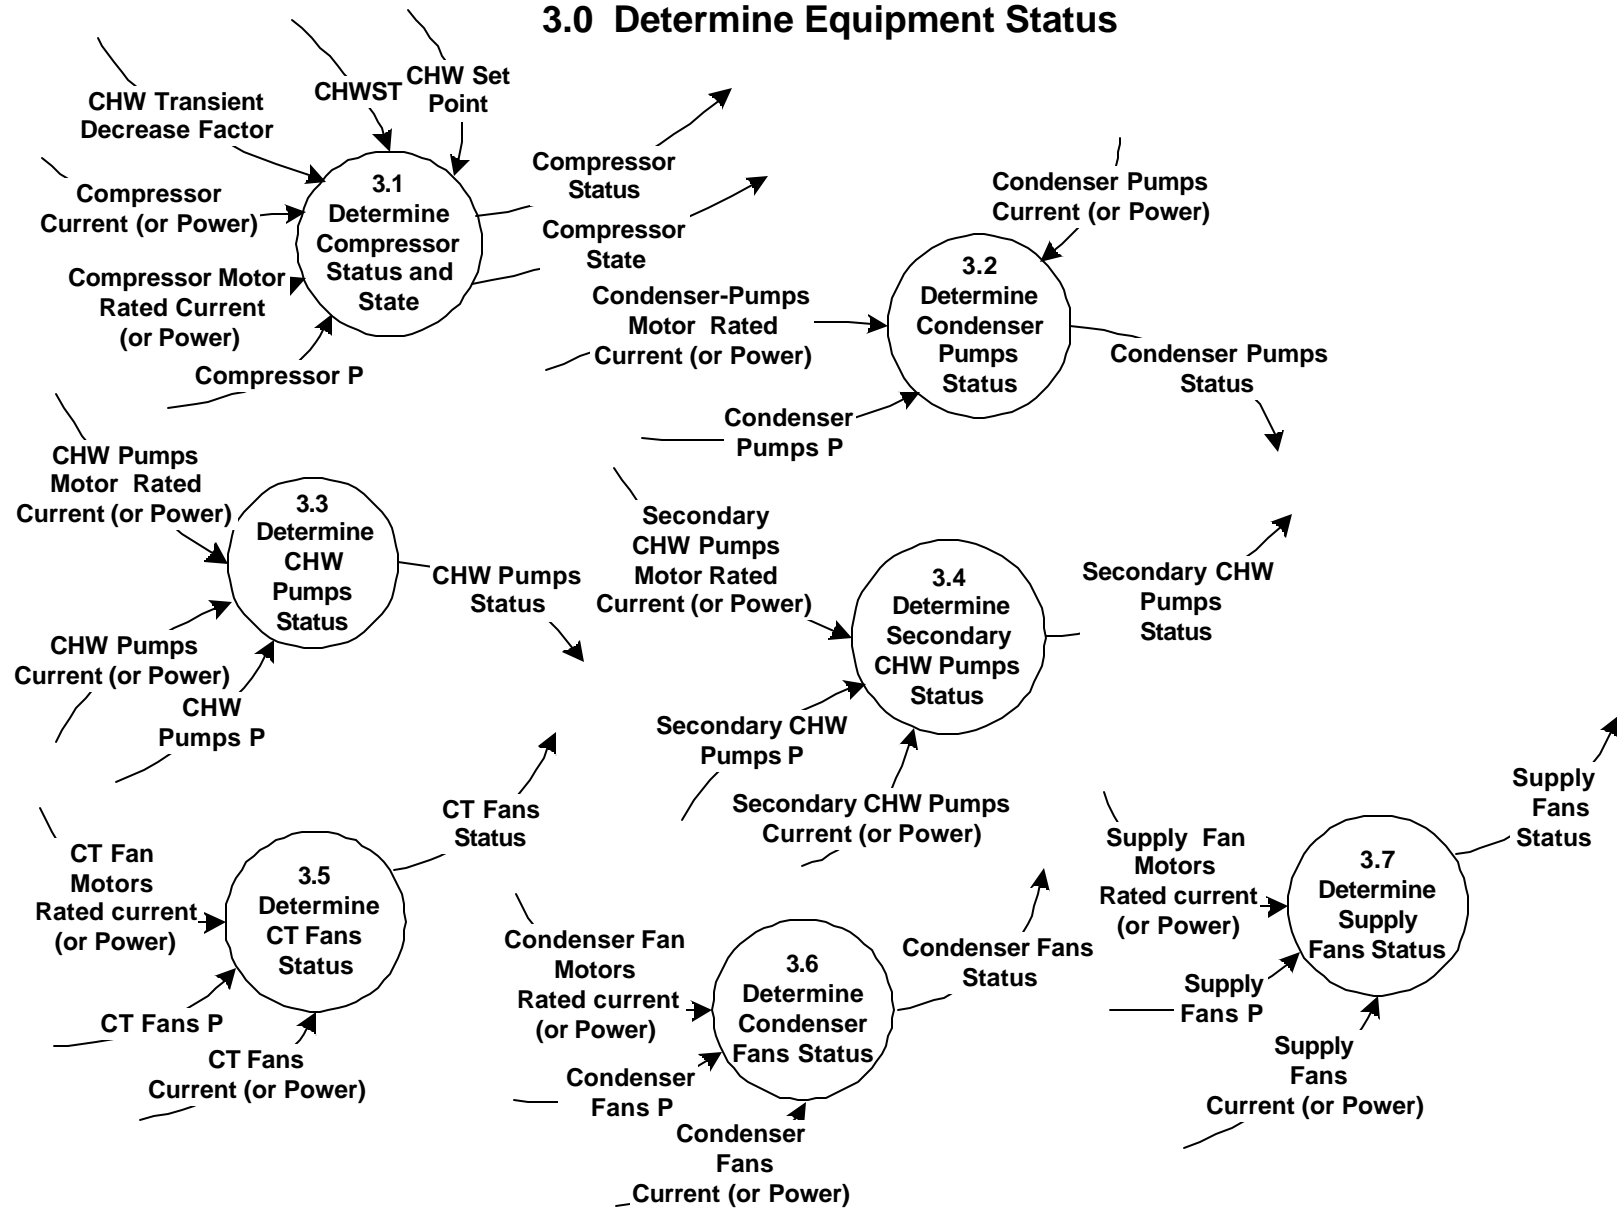 3.0 Determine Equipment Status
CHWST
CHW Set
Point
CHW Transient
Decrease Factor
Compressor
Current (or Power)
Compressor Motor
Rated Current
(or Power)
Compressor P
3.1
Determine
Compressor
Status and
State
Compressor
Status
Compressor
State
Condenser Pumps
Current (or Power)
Condenser-Pumps
Motor Rated
Current (or Power)
Condenser
Pumps P
3.2
Determine
Condenser
Pumps
Status
Condenser Pumps
Status
CHW Pumps
Motor Rated
Current (or Power)
CHW Pumps
Current (or Power)
CHW
Pumps P
3.3
Determine
CHW
Pumps
Status
CHW Pumps
Status
Secondary
CHW Pumps
Motor Rated
Current (or Power)
Secondary CHW
Pumps P
Secondary CHW Pumps
Current (or Power)
3.4
Determine
Secondary
CHW Pumps
Status
Secondary CHW
Pumps
Status
CT Fan
Motors
Rated current
(or Power)
CT Fans P
CT Fans
Current (or Power)
3.5
Determine
CT Fans
Status
CT Fans
Status
Condenser Fan
Motors
Rated current
(or Power)
Condenser
Fans P
Condenser
Fans
Current (or Power)
3.6
Determine
Condenser
Fans Status
Condenser Fans
Status
Supply Fan
Motors
Rated current
(or Power)
Supply
Fans P
Supply
Fans
Current (or Power)
3.7
Determine
Supply
Fans Status
Supply
Fans
Status